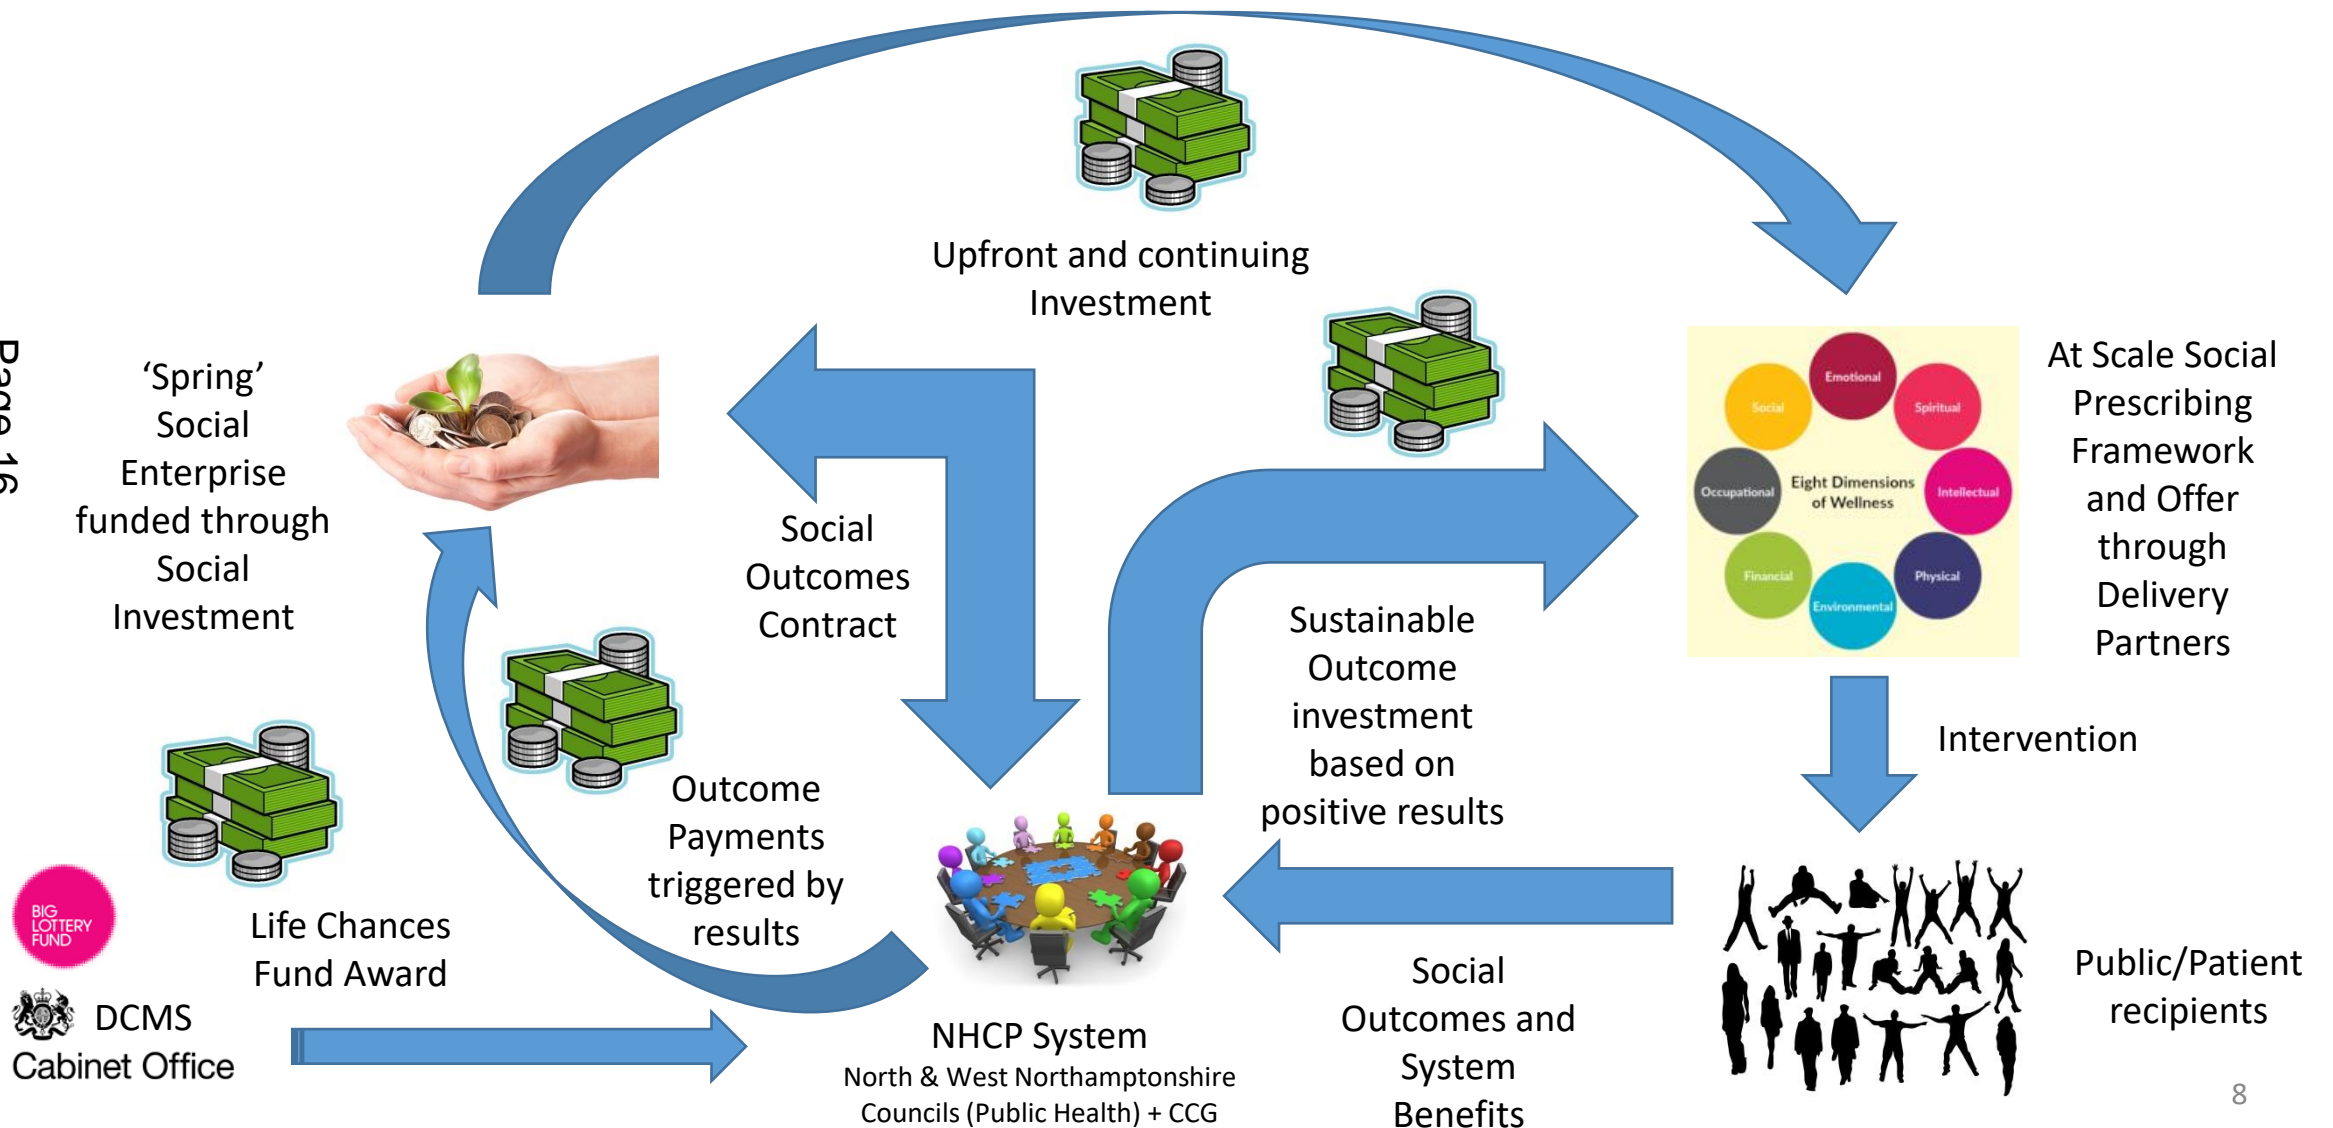 Upfront and continuing
Investment
Page 16
‘Spring’
Social
Enterprise
funded through
Social
Investment
Social
Outcomes
Contract
Emotional
Social
Spiritual
Occupational
Eight Dimensions
of Wellness
Intellectual
Financial
Physical
Environmental
At Scale Social
Prescribing
Framework
and Offer
through
Delivery
Partners
Sustainable
Outcome
investment
based on
positive results
Intervention
Outcome
Payments
triggered by
results
BIG
LOTTERY
FUND
Life Chances
Fund Award
DCMS
Cabinet Office
NHCP System
North & West Northamptonshire
Councils (Public Health) + CCG
Social
Outcomes and
System
Benefits
Public/Patient
recipients
8